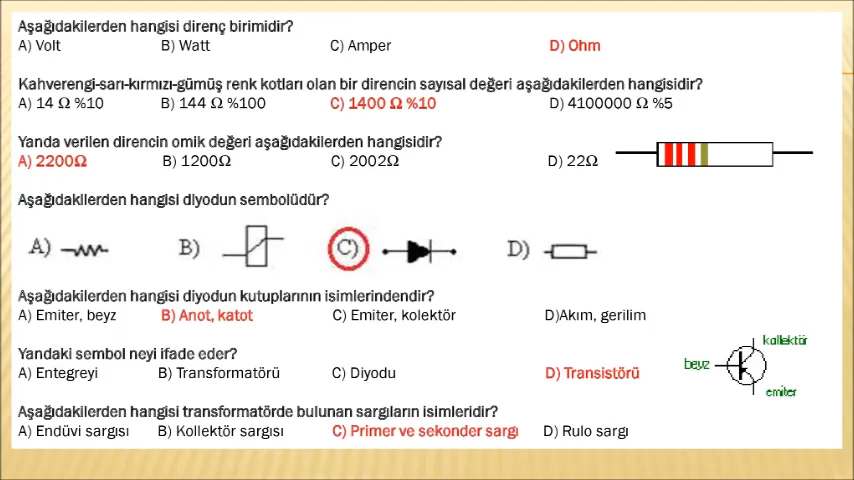 Aşağıdakilerden hangisi direnç birimidir?
A) Volt B) Watt C) Amper D) Ohm
Kahverengi-sarı-kırmızı-gümüş renk kotları olan bir direncin sayısal değeri aşağıdakilerden hangisidir?
A) 14 Ω %10 B) 144 Ω %100 C) 1400 Ω %10 D) 4100000 Ω %5
Yanda verilen direncin omik değeri aşağıdakilerden hangisidir?
A) 2200Ω B) 1200Ω C) 2002Ω D) 22Ω
Aşağıdakilerden hangisi diyodun sembolüdür?
A) B) C) D)
Aşağıdakilerden hangisi diyodun kutuplarının isimlerindendir?
A) Emiter, beyz B) Anot, katot C) Emiter, kolektör D)Akım, gerilim
Yandaki sembol neyi ifade eder?
A) Entegreyi B) Transformatörü C) Diyodu D) Transistörü
kollektör
beyz
emiter
Aşağıdakilerden hangisi transformatörde bulunan sargıların isimleridir?
A) Endüvi sargısı B) Kollektör sargısı C) Primer ve sekonder sargı D) Rulo sargı